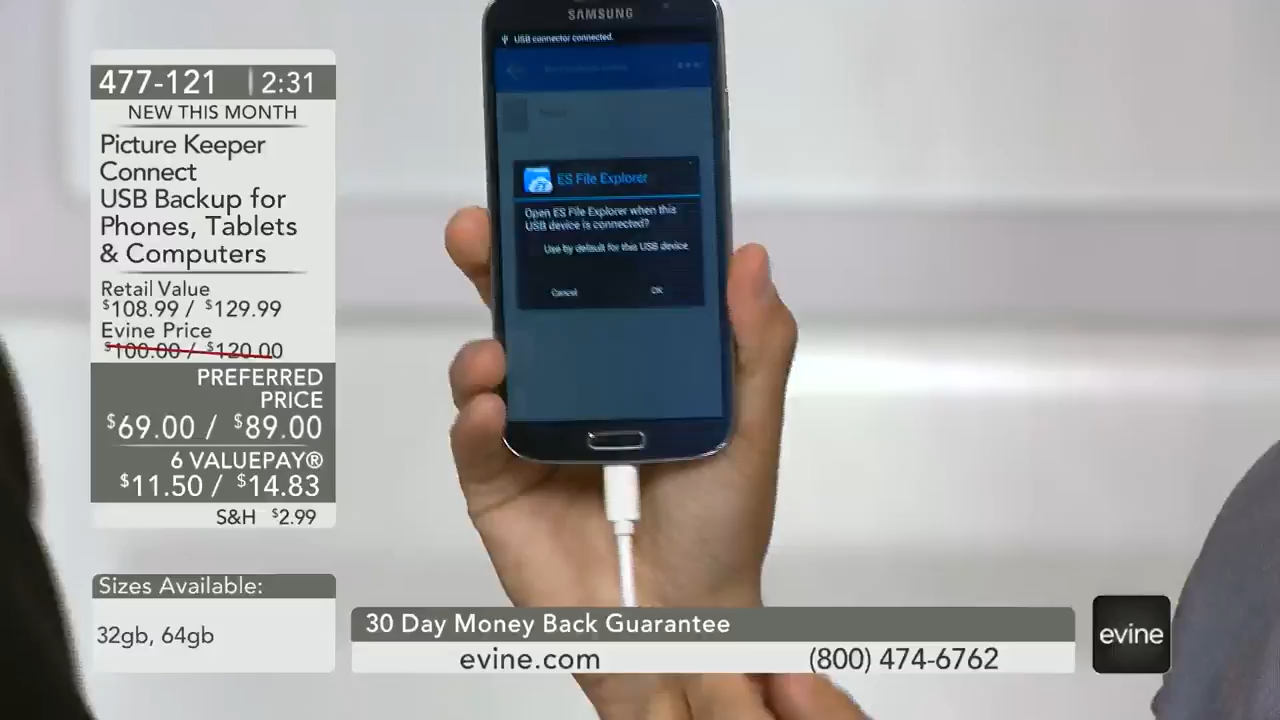 SAMSUNG
USB connector connected.
477-121 | 2:31
NEW THIS MONTH
Picture Keeper
Connect
USB Backup for
Phones, Tablets
& Computers
Retail Value
$108.99 / $129.99
Evine Price
$100.00 / $120.00
PREFERRED
PRICE
$69.00 / $89.00
6 VALUEPAY®
$11.50 / $14.83
S&H $2.99
Sizes Available:
32gb, 64gb
ES File Explorer
Open ES File Explorer when this
USB device is connected?
Use by default for this USB device
Cancel OK
30 Day Money Back Guarantee
evine.com (800) 474-6762
evine